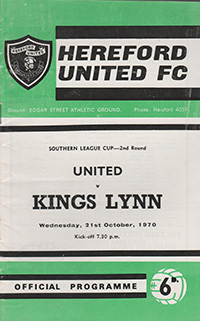 HEREFORD
UNITED
HEREFORD
UNITED FC
Ground: EDGAR STREET ATHLETIC GROUND. Phone: Hereford 4037
SOUTHERN LEAGUE CUP—2nd Round
UNITED
v
KINGS LYNN
Wednesday, 21st October, 1970
Kick-off 7.30 p.m.
OFFICIAL PROGRAMME
6D